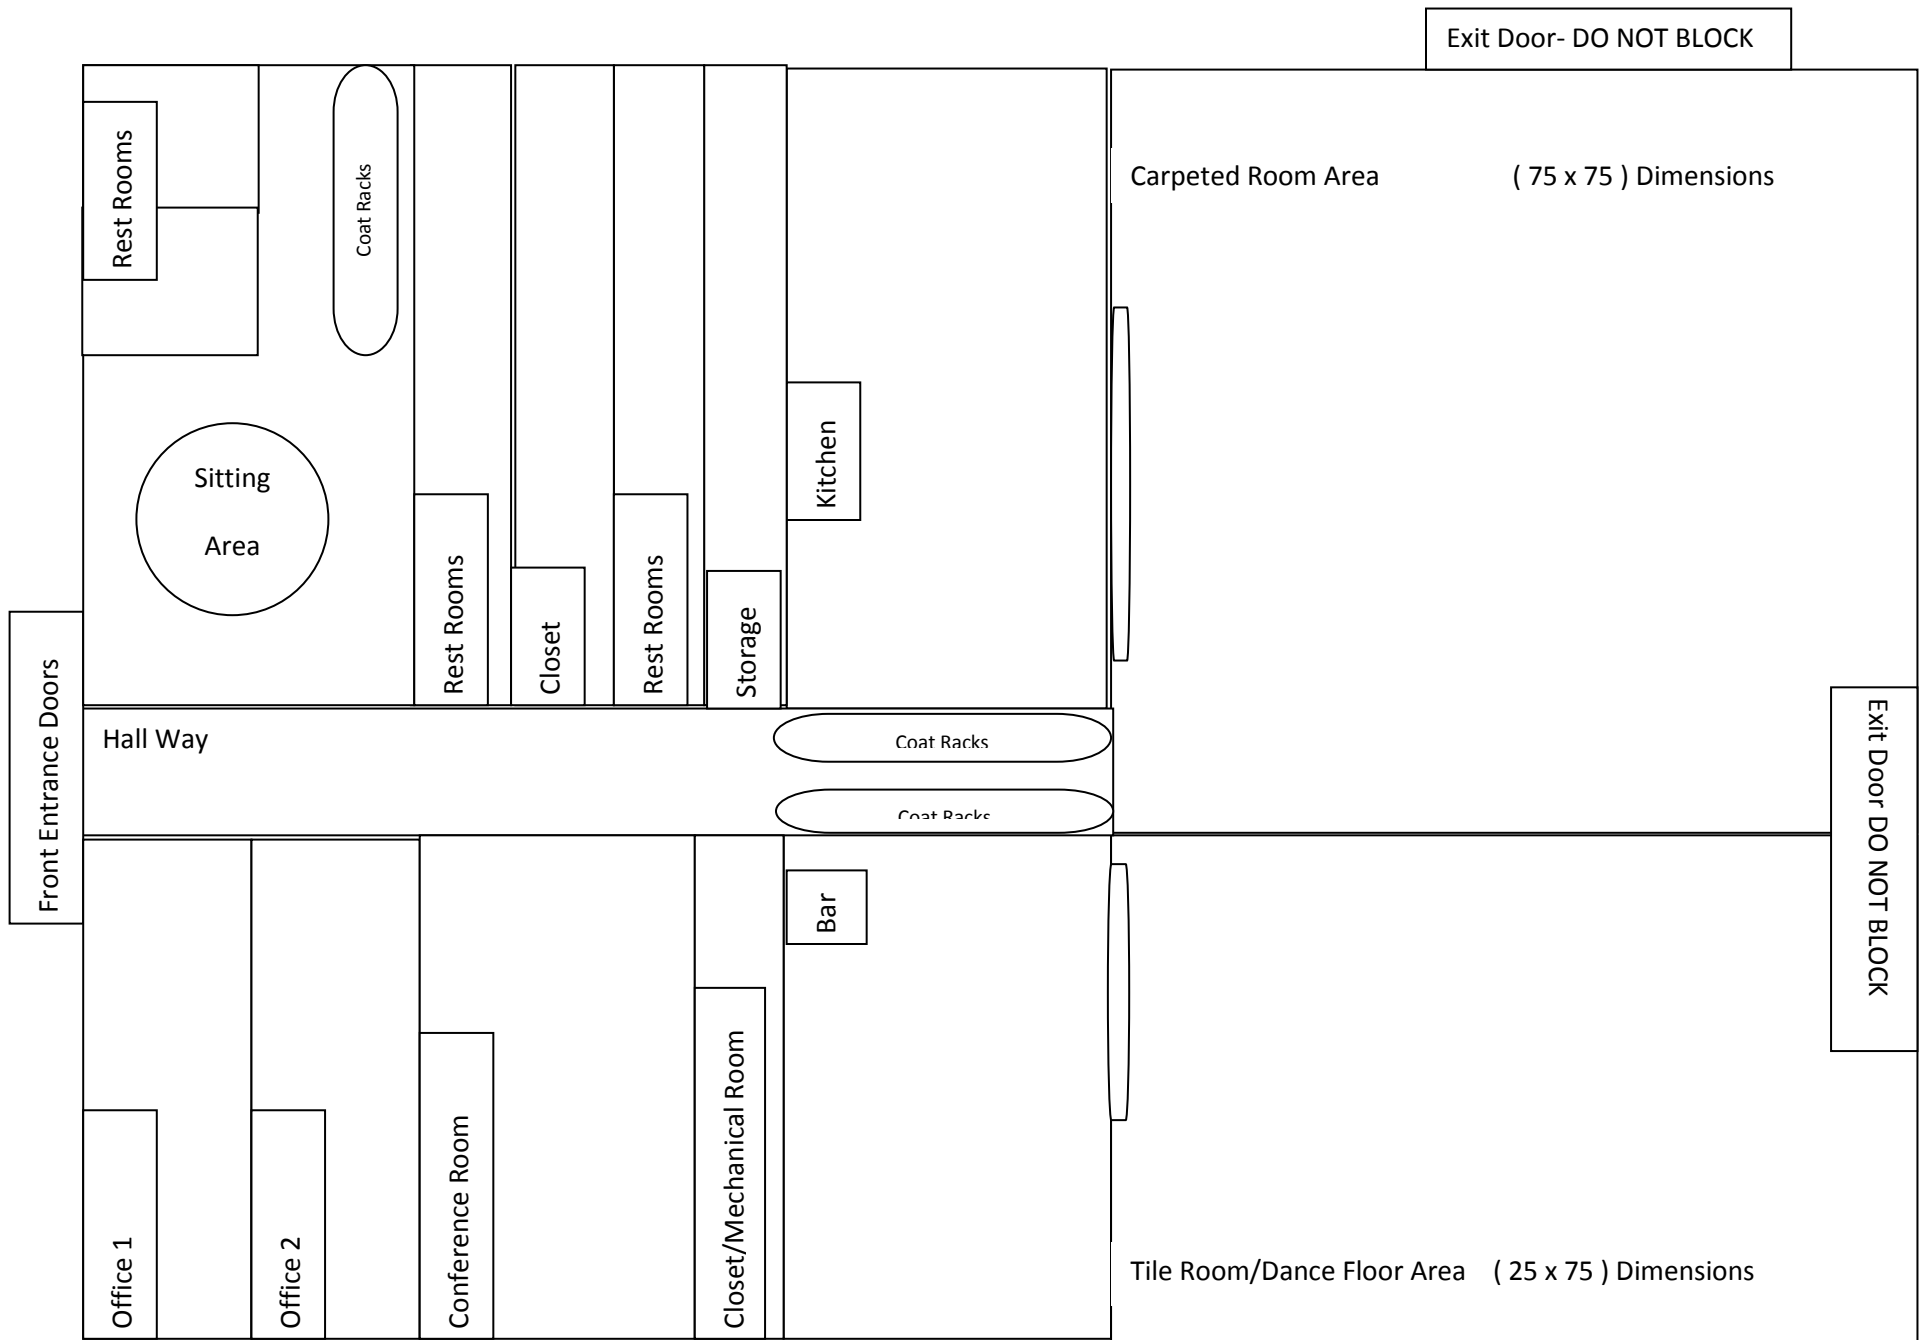 Exit Door- DO NOT BLOCK
Rest Rooms
Coat Racks
Carpeted Room Area ( 75 x 75 ) Dimensions
Sitting
Area
Kitchen
Rest Rooms
Closet
Rest Rooms
Storage
Front Entrance Doors
Hall Way
Coat Racks
Coat Racks
Exit Door DO NOT BLOCK
Bar
Office 1
Office 2
Conference Room
Closet/Mechanical Room
Tile Room/Dance Floor Area ( 25 x 75 ) Dimensions